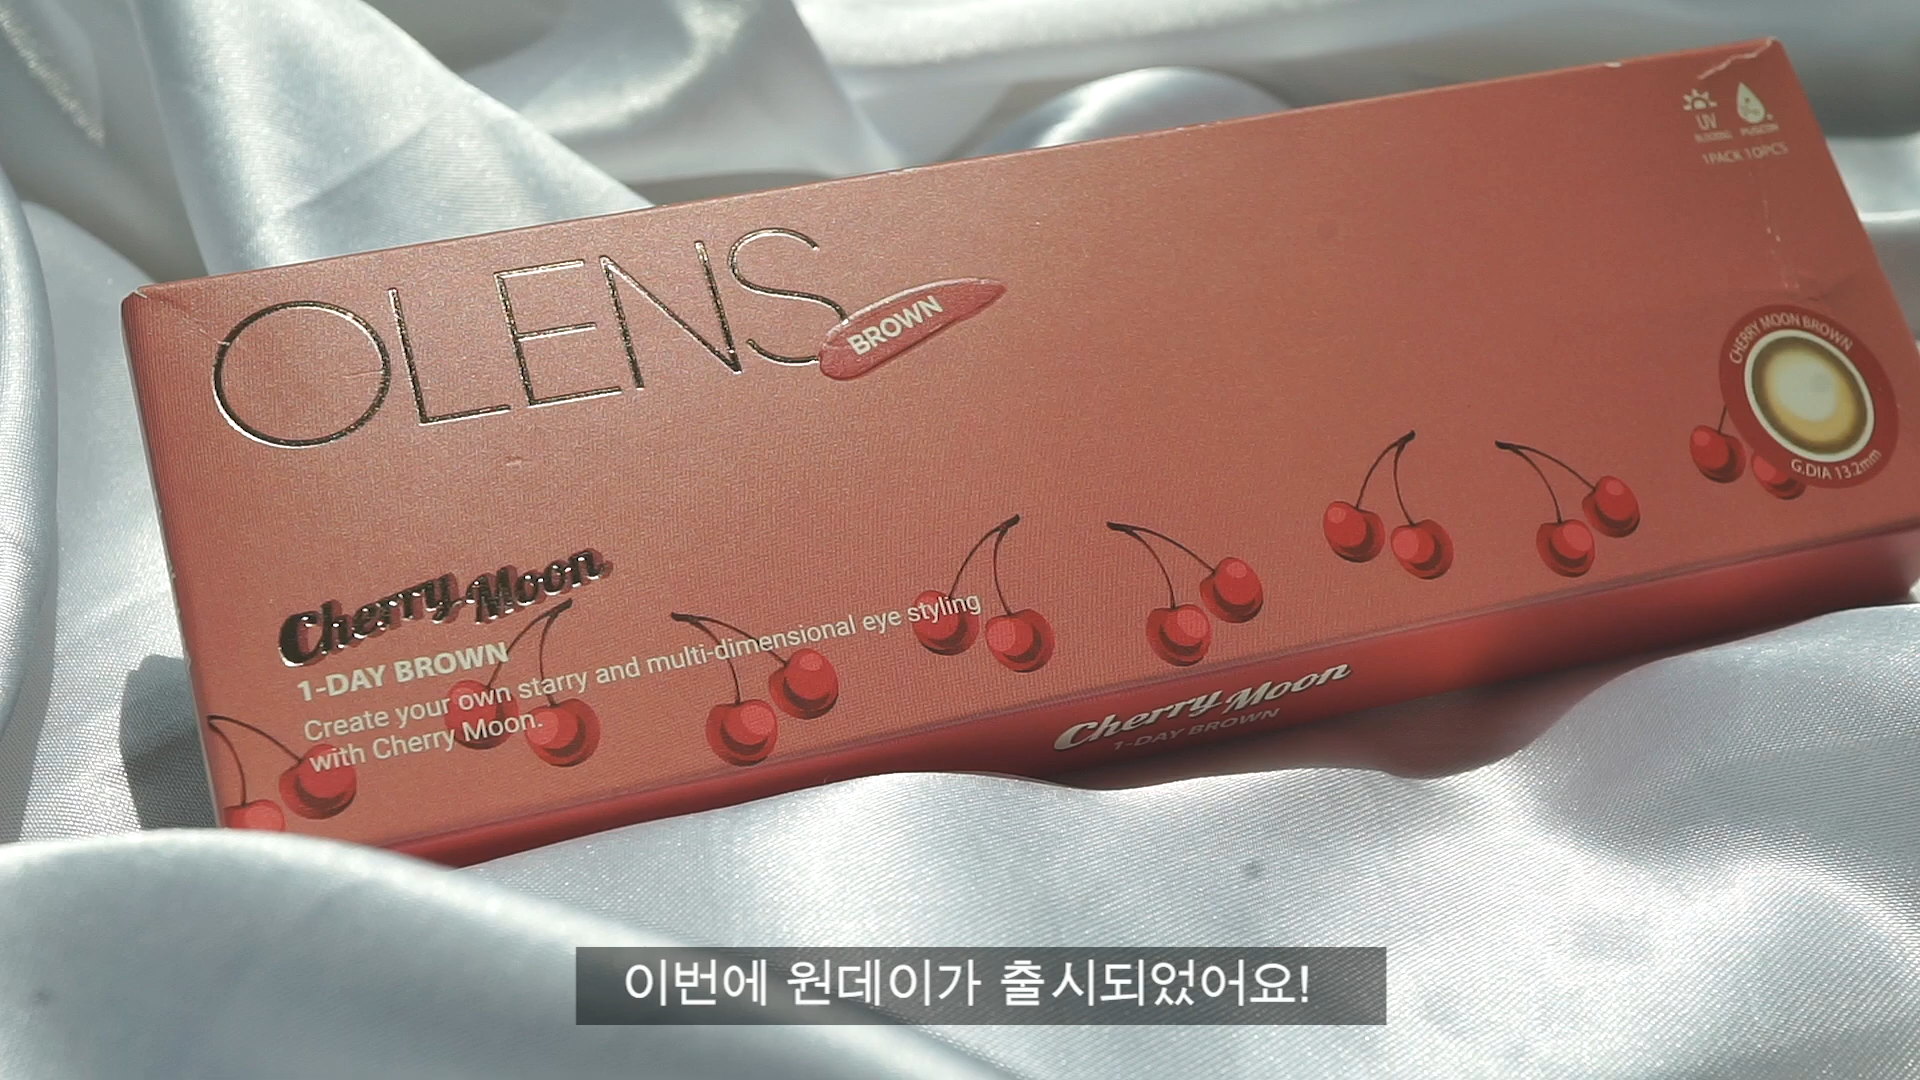 OLENS
BROWN
UV
1PACK 10PCS
CHERRY MOON BROWN
G.DIA 13.2mm
Cherry Moon
1-DAY BROWN
Create your own starry and multi-dimensional eye styling
with Cherry Moon.
Cherry Moon
1-DAY BROWN
이번에 원데이가 출시되었어요!